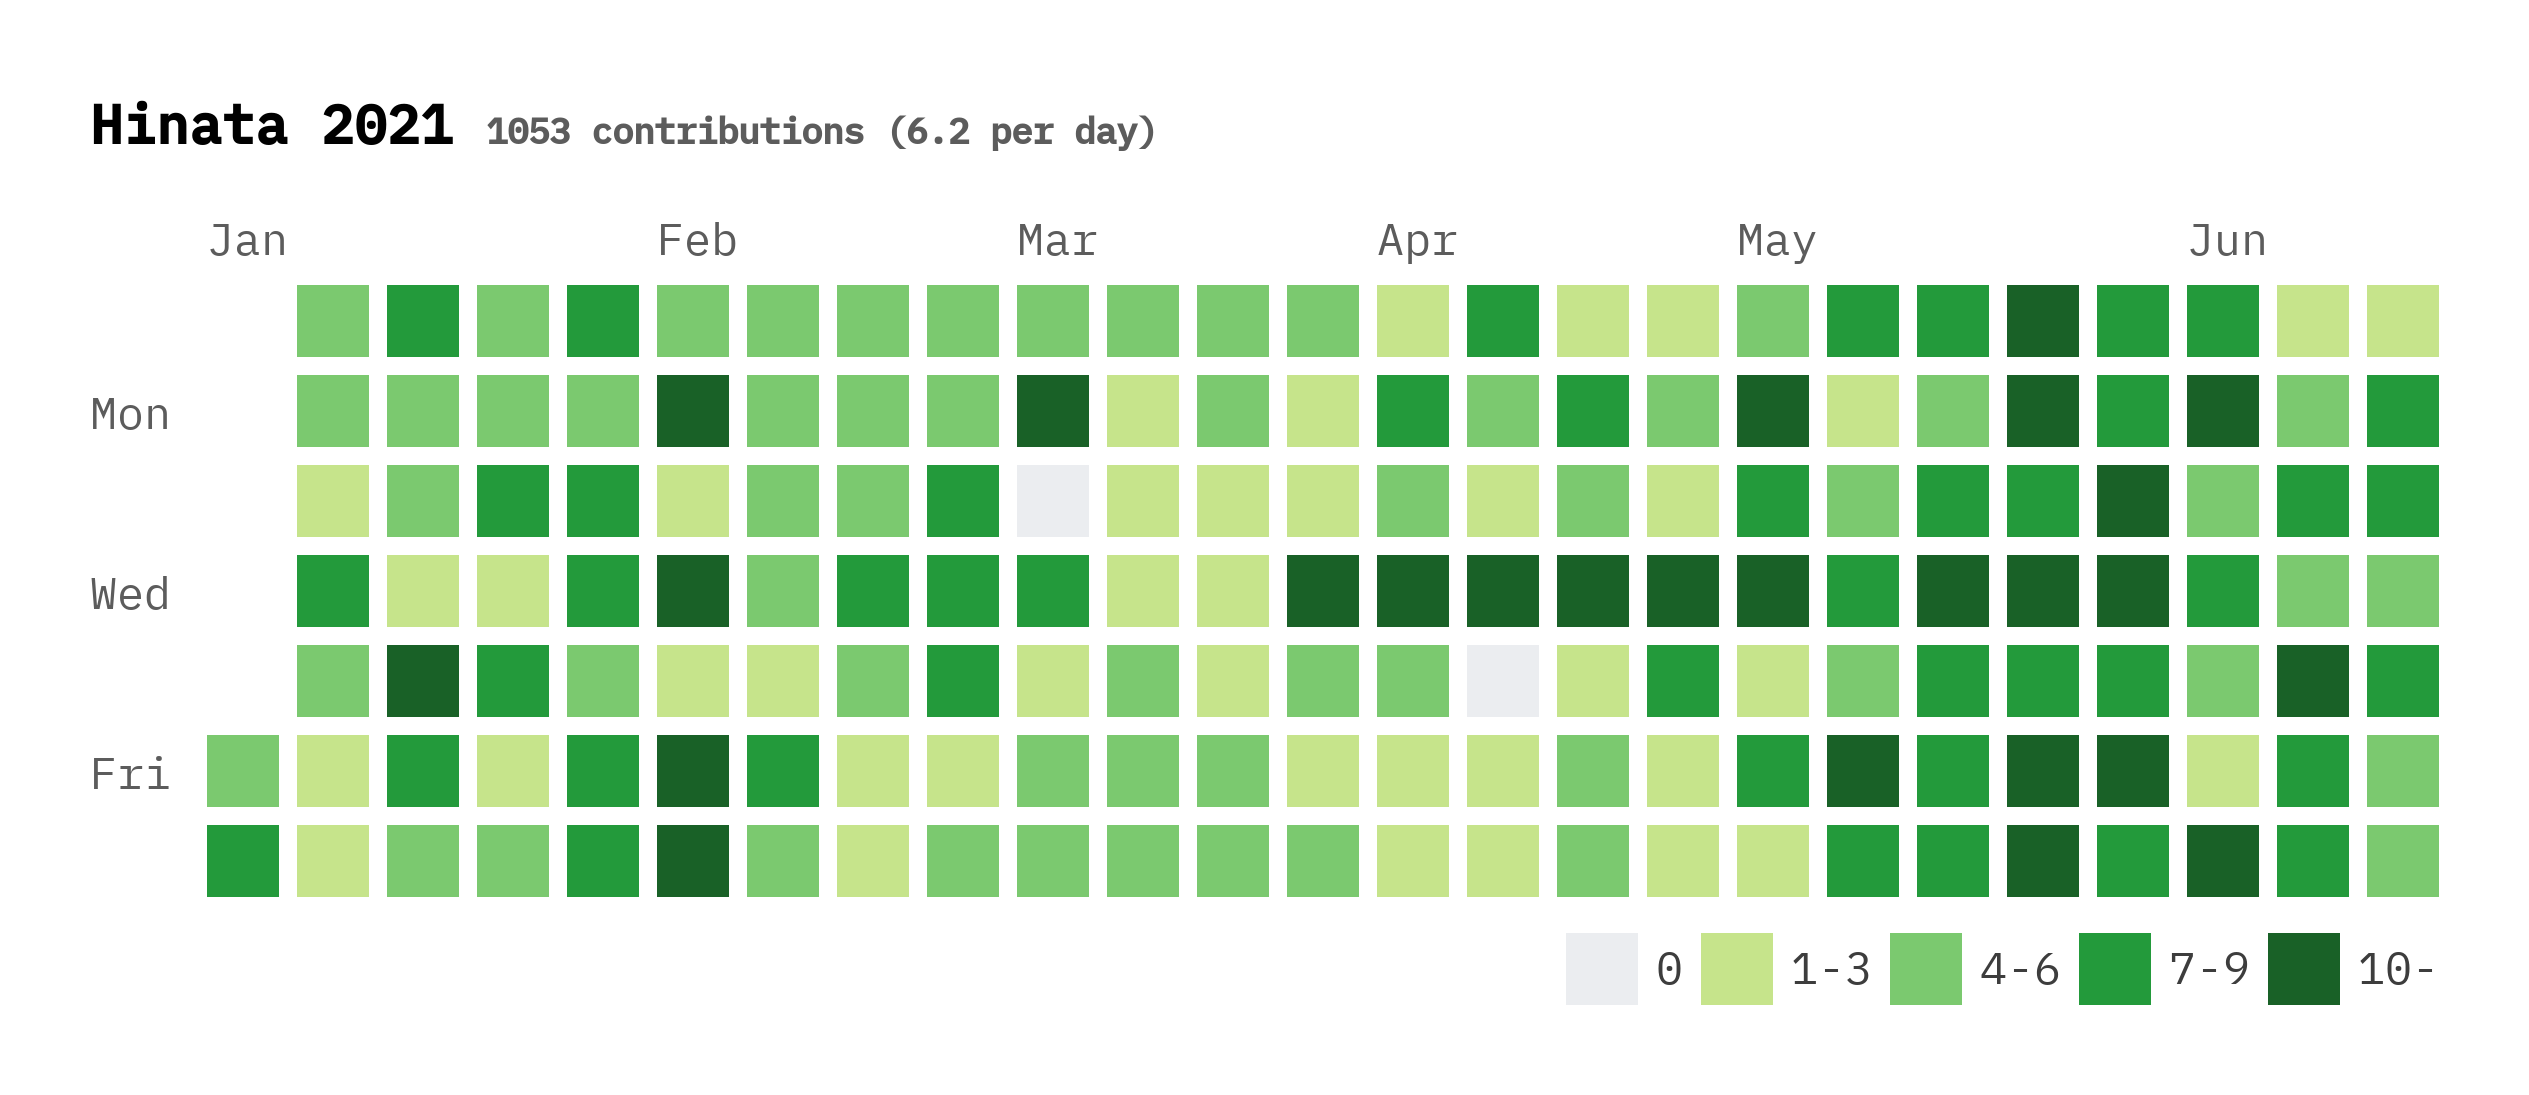 Hinata 2021 1053 contributions (6.2 per day)
Jan Feb Mar Apr May Jun
Mon
Wed
Fri
0 1-3 4-6 7-9 10-